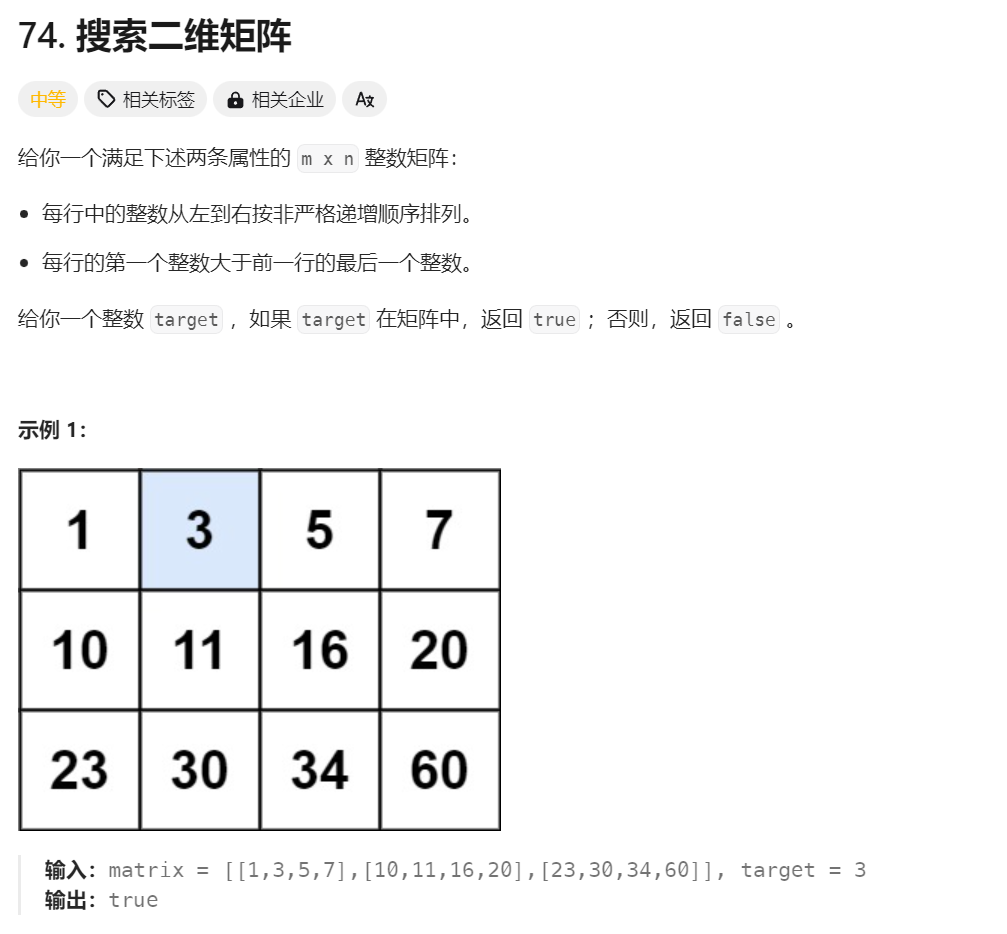 74. 搜索二维矩阵
中等 相关标签 相关企业 Aず
给你一个满足下述两条属性的 m x n 整数矩阵：
每行中的整数从左到右按非严格递增顺序排列。
每行的第一个整数大于前一行的最后一个整数。
给你一个整数 target ，如果 target 在矩阵中，返回 true ；否则，返回 false 。
示例 1：
1 3 5 7
10 11 16 20
23 30 34 60
输入：matrix = [[1,3,5,7],[10,11,16,20],[23,30,34,60]], target = 3
输出：true